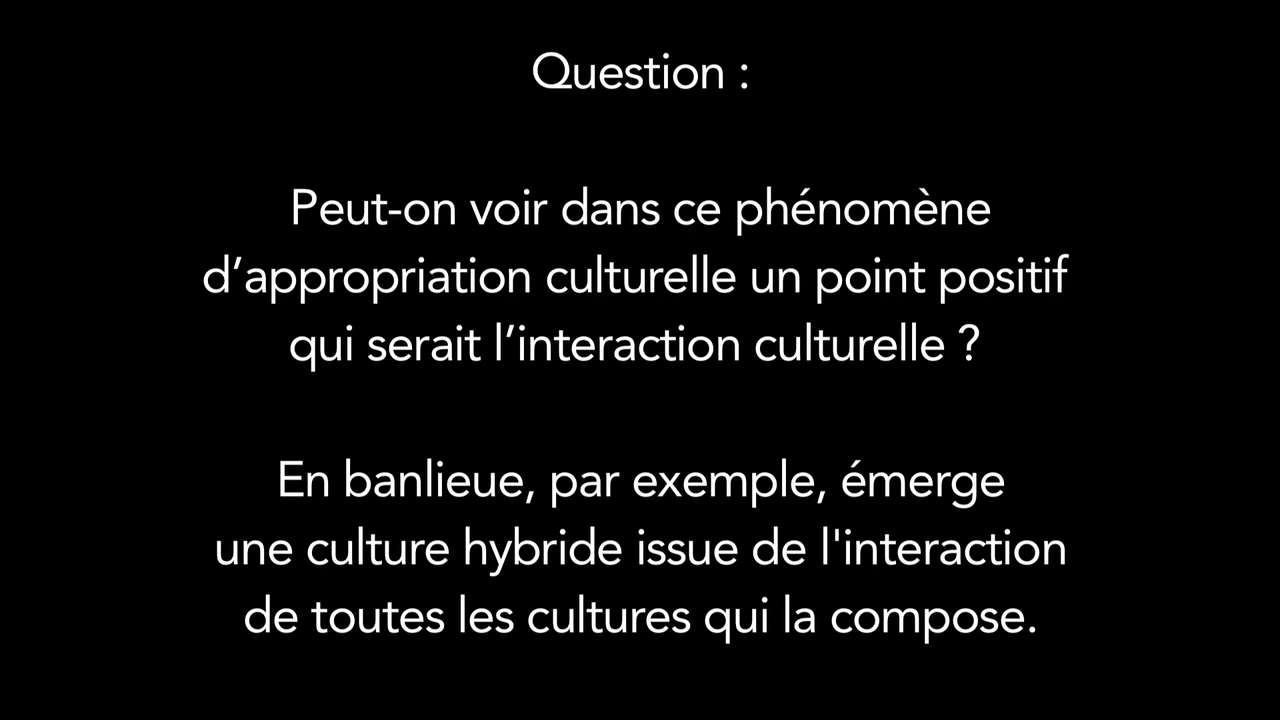 Question :
Peut-on voir dans ce phénomène
d’appropriation culturelle un point positif
qui serait l’interaction culturelle ?
En banlieue, par exemple, émerge
une culture hybride issue de l'interaction
de toutes les cultures qui la compose.